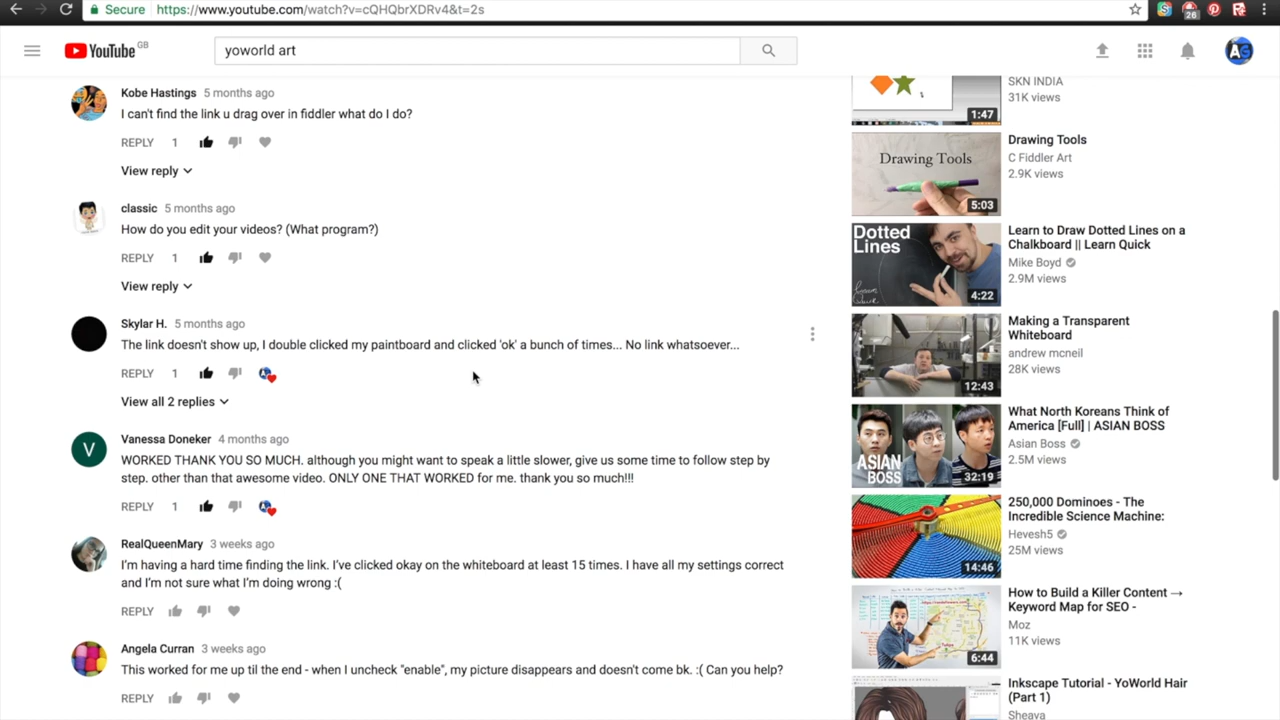 Secure https://www.youtube.com/watch?v=cQHQbrXDRv4&t=2s
26
YouTube GB
yoworld art
AG
Kobe Hastings 5 months ago
I can't find the link u drag over in fiddler what do I do?
REPLY 1
View reply
classic 5 months ago
How do you edit your videos? (What program?)
REPLY 1
View reply
Skylar H. 5 months ago
The link doesn't show up, I double clicked my paintboard and clicked 'ok' a bunch of times... No link whatsoever...
REPLY 1
View all 2 replies
V
Vanessa Doneker 4 months ago
WORKED THANK YOU SO MUCH. although you might want to speak a little slower, give us some time to follow step by
step. other than that awesome video. ONLY ONE THAT WORKED for me. thank you so much!!!
REPLY 1
RealQueenMary 3 weeks ago
I'm having a hard time finding the link. I've clicked okay on the whiteboard at least 15 times. I have all my settings correct
and I'm not sure what I'm doing wrong :(
REPLY
Angela Curran 3 weeks ago
This worked for me up til the end - when I uncheck "enable", my picture disappears and doesn't come bk. :( Can you help?
REPLY
SKN INDIA
31K views
1:47
Drawing Tools
5:03
Drawing Tools
C Fiddler Art
2.9K views
Dotted
Lines
4:22
Learn to Draw Dotted Lines on a
Chalkboard || Learn Quick
Mike Boyd
2.9M views
12:43
Making a Transparent
Whiteboard
andrew mcneil
28K views
ASIAN
BOSS
32:19
What North Koreans Think of
America [Full] | ASIAN BOSS
Asian Boss
2.5M views
14:46
250,000 Dominoes - The
Incredible Science Machine:
Hevesh5
25M views
6:44
How to Build a Killer Content →
Keyword Map for SEO -
Moz
11K views
Inkscape Tutorial - YoWorld Hair
(Part 1)
Sheava